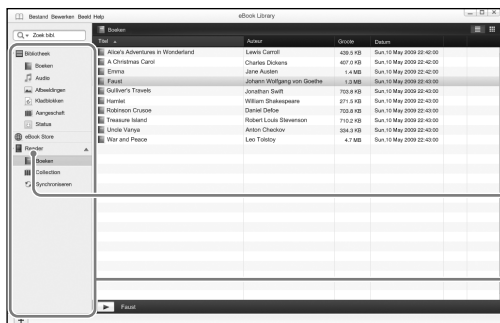 Bestand Bewerken Beeld Help
eBook Library
Zoek bibl.
Boeken
Titel Auteur Grootte Datum
Bibliotheek
Boeken
Audio
Afbeeldingen
Kladblokken
Aangeschaft
Status
eBook Store
Reader
Boeken
Collection
Synchroniseren
Alice's Adventures in Wonderland Lewis Carroll 439.5 KB Sun,10 May 2009 22:42:00
A Christmas Carol Charles Dickens 407.0 KB Sun,10 May 2009 22:42:00
Emma Jane Austen 1.4 MB Sun,10 May 2009 22:42:00
Faust Johann Wolfgang von Goethe 1.3 MB Sun,10 May 2009 22:43:00
Gulliver's Travels Jonathan Swift 703.8 KB Sun,10 May 2009 22:43:00
Hamlet William Shakespeare 271.5 KB Sun,10 May 2009 22:43:00
Robinson Crusoe Daniel Defoe 703.8 KB Sun,10 May 2009 22:43:00
Treasure Island Robert Louis Stevenson 710.2 KB Sun,10 May 2009 22:43:00
Uncle Vanya Anton Checkov 334.3 KB Sun,10 May 2009 22:43:00
War and Peace Leo Tolstoy 4.7 MB Sun,10 May 2009 22:43:00
Faust